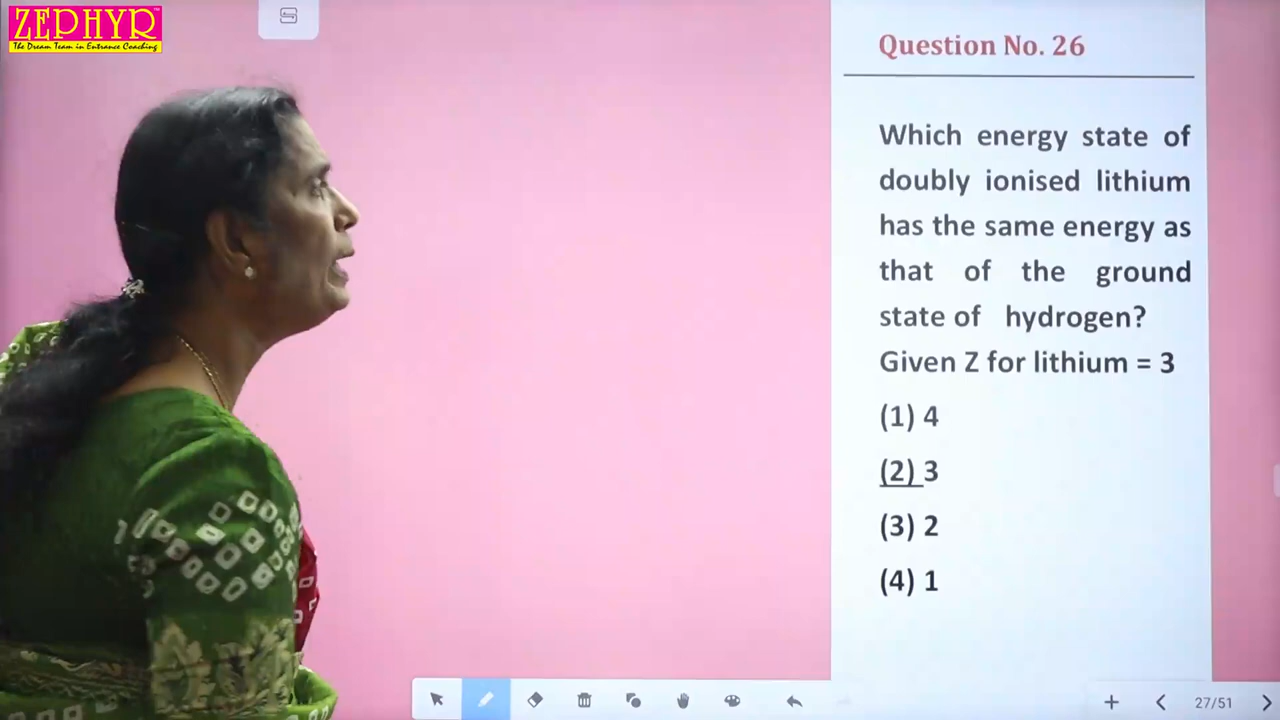 ZEPHYR™
The Dream Team in Entrance Coaching
Question No. 26
Which energy state of
doubly ionised lithium
has the same energy as
that of the ground
state of hydrogen?
Given Z for lithium = 3
(1) 4
(2) 3
(3) 2
(4) 1
27/51